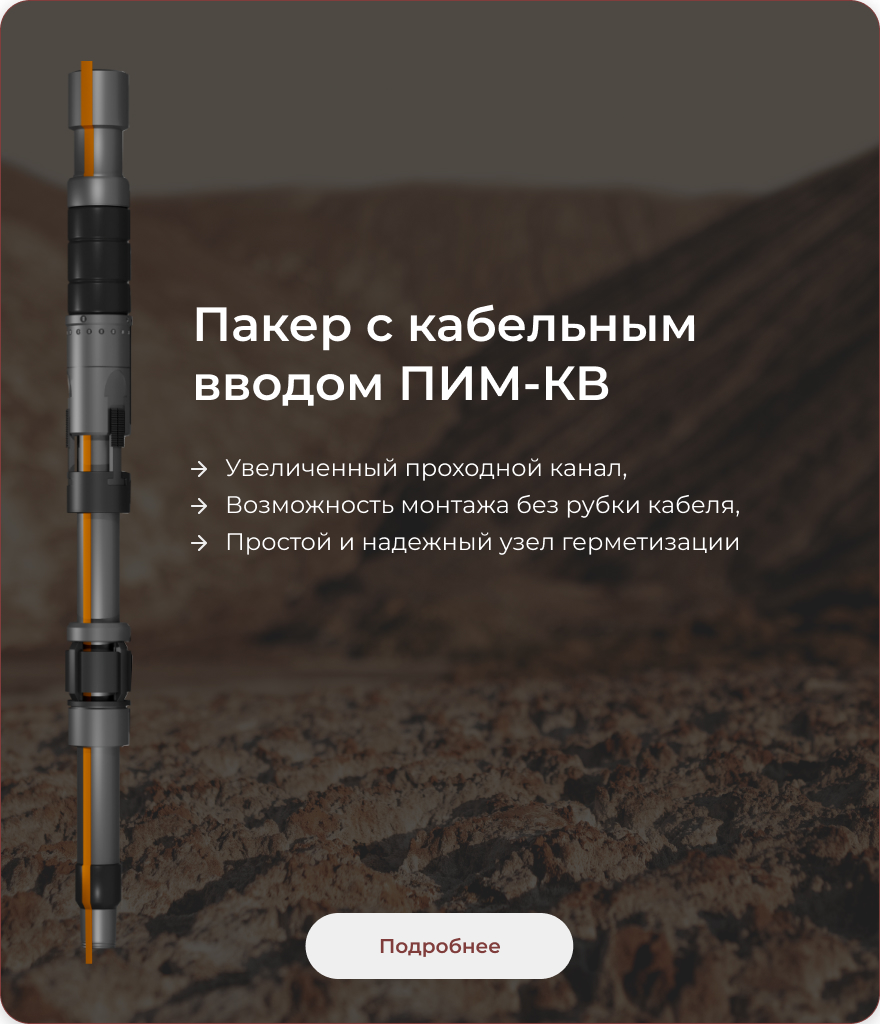 Пакер с кабельным
вводом ПИМ-КВ
→ Увеличенный проходной канал,
→ Возможность монтажа без рубки кабеля,
→ Простой и надежный узел герметизации
Подробнее